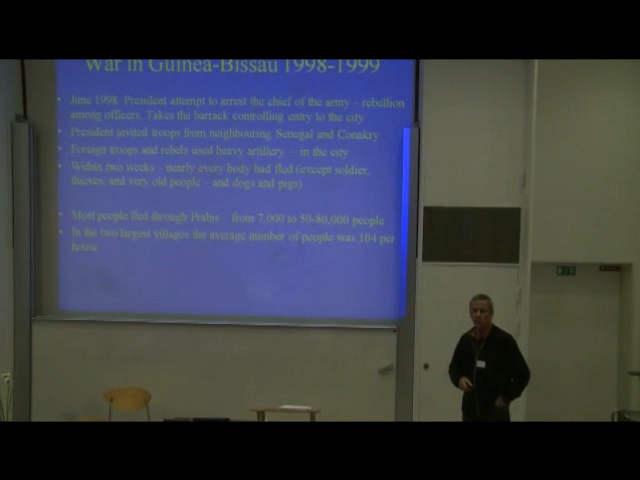 War in Guinea-Bissau 1998-1999
• June 1998 President attempt to arrest the chief of the army – rebellion
among officers. Takes the barrack controlling entry to the city
• President invited troops from neighbouring Senegal and Conakry
• Foreign troops and rebels used heavy artillery – in the city
• Within two weeks – nearly every body had fled (except soldier,
thieves, and very old people – and dogs and pigs)
• Most people fled through Prabis – from 7,000 to 50-80,000 people
• In the two largest villages the average number of people was 104 per
house